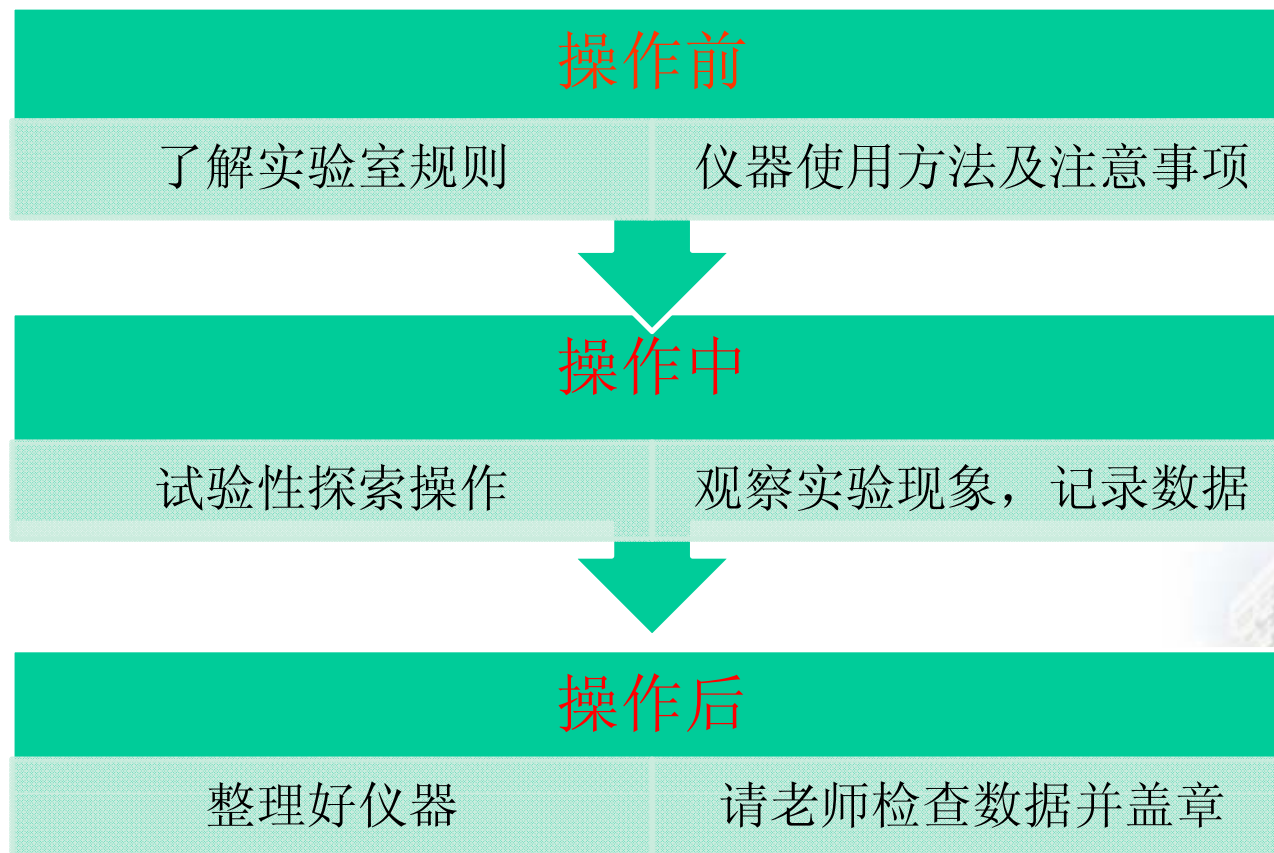 操作前
了解实验室规则
仪器使用方法及注意事项
操作中
试验性探索操作
观察实验现象，记录数据
操作后
整理好仪器
请老师检查数据并盖章